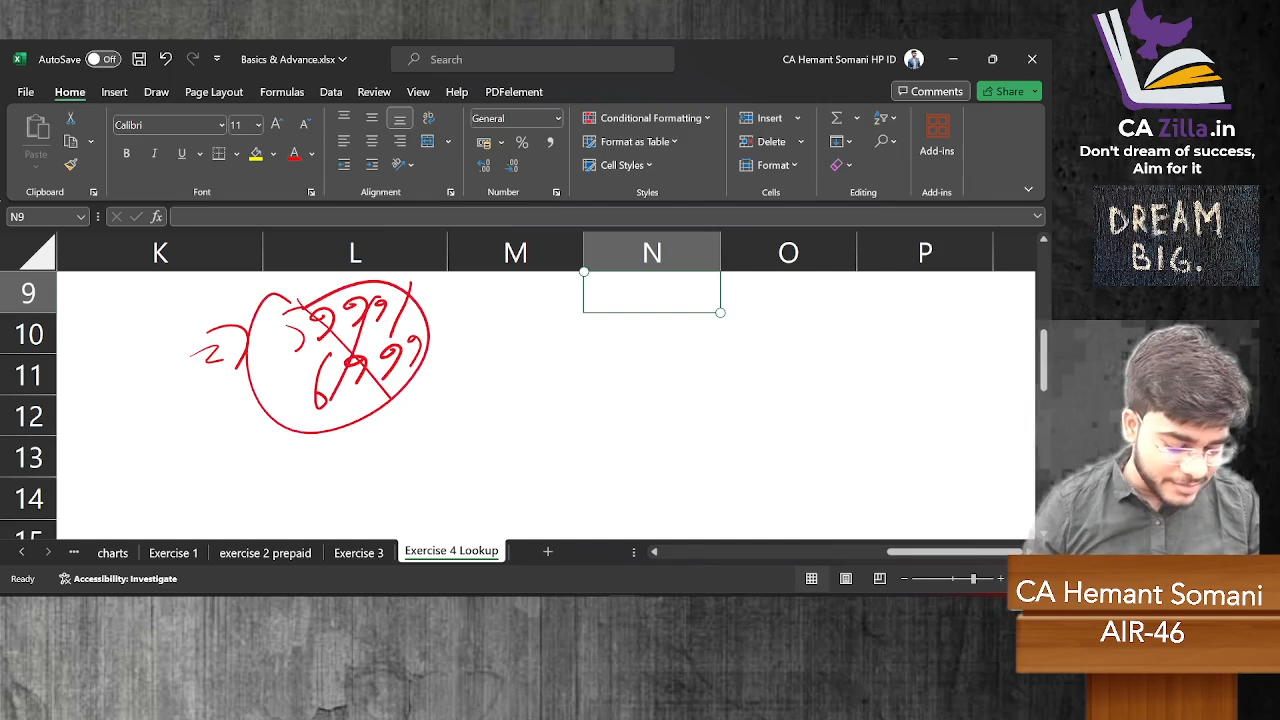 AutoSave Off Basics & Advance.xlsx Search CA Hemant Somani HP ID
File Home Insert Draw Page Layout Formulas Data Review View Help PDFelement Comments Share
Paste
Calibri 11
General
Conditional Formatting
Format as Table
Cell Styles
Insert
Delete
Format
Add-ins
Clipboard Font Alignment Number Styles Cells Editing Add-ins
N9 fx
K L M N O P
9
10
11
12
13
14
15
charts Exercise 1 exercise 2 prepaid Exercise 3 Exercise 4 Lookup
Ready Accessibility: Investigate
CA Zilla.in
Don't dream of success,
Aim for it
DREAM
BIG.
CA Hemant Somani
AIR-46